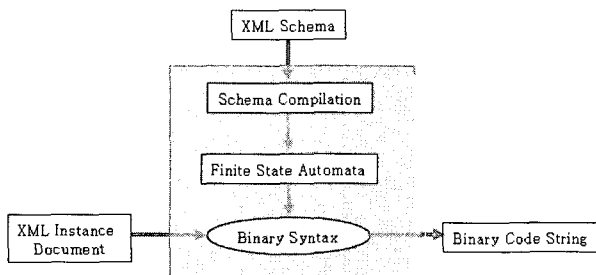 XML Schema
Schema Compilation
Finite State Automata
XML Instance
Document
Binary Syntax
Binary Code String